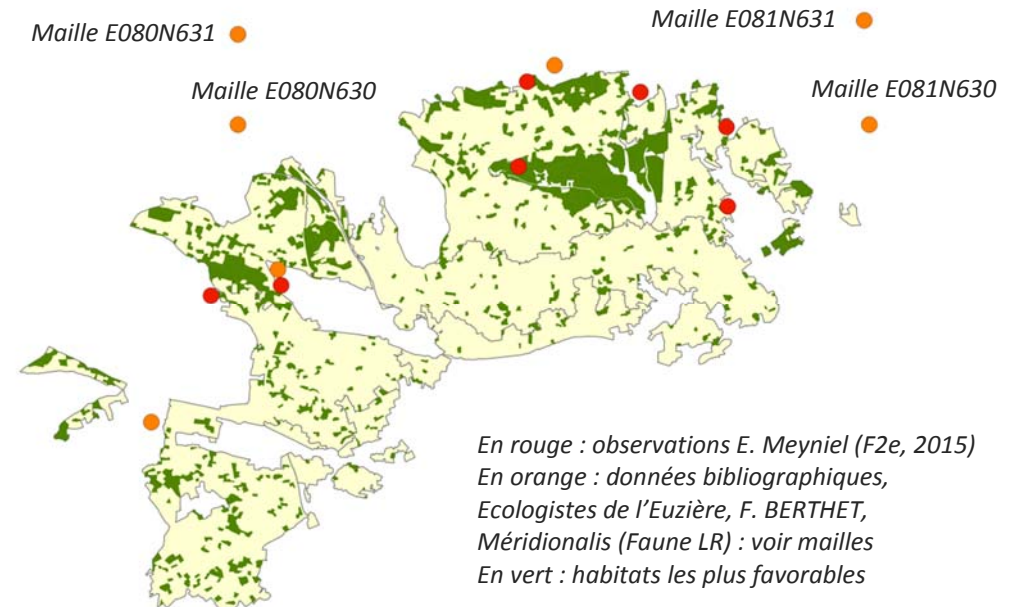 Maille E080N631
Maille E081N631
Maille E080N630
Maille E081N630
En rouge : observations E. Meyniel (F2e, 2015)
En orange : données bibliographiques,
Ecologistes de l'Euzière, F. BERTHET,
Méridionalis (Faune LR) : voir mailles
En vert : habitats les plus favorables